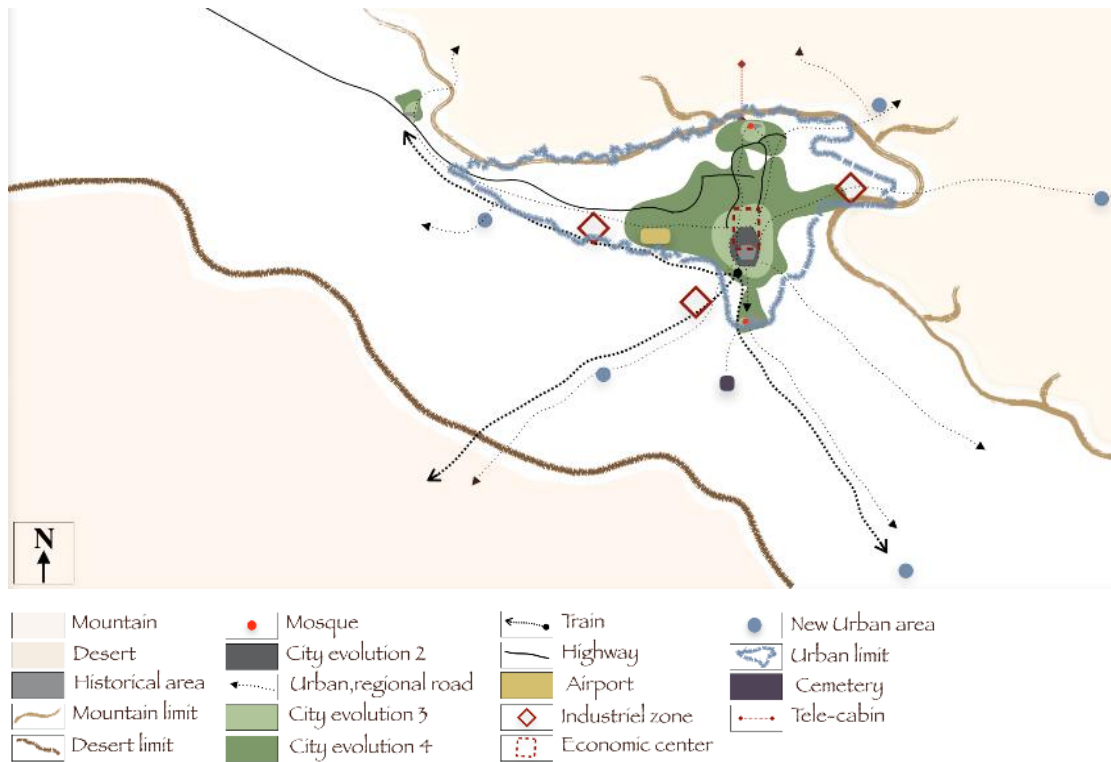 N
Mountain
Desert
Historical area
Mountain limit
Desert limit
Mosque
City evolution 2
Urban,regional road
City evolution 3
City evolution 4
Train
Highway
Airport
Industriel zone
Economic center
New Urban area
Urban limit
Cemetery
Tele-cabin